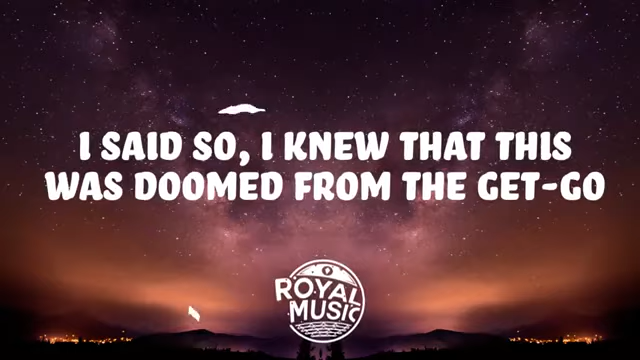 I SAID SO, I KNEW THAT THIS
WAS DOOMED FROM THE GET-GO
ROYAL
MUSIC